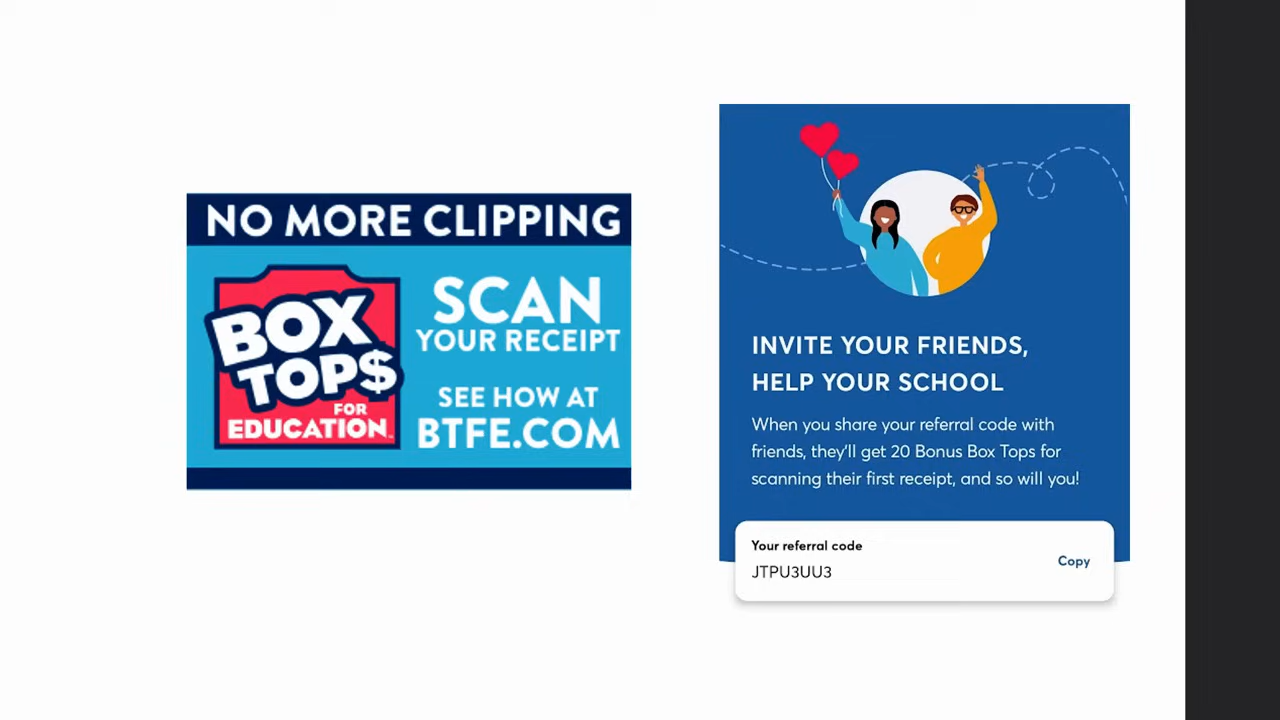 NO MORE CLIPPING
BOX
TOP$
FOR
EDUCATION
SCAN
YOUR RECEIPT
SEE HOW AT
BTFE.COM
INVITE YOUR FRIENDS,
HELP YOUR SCHOOL
When you share your referral code with
friends, they'll get 20 Bonus Box Tops for
scanning their first receipt, and so will you!
Your referral code
JTPU3UU3
Copy